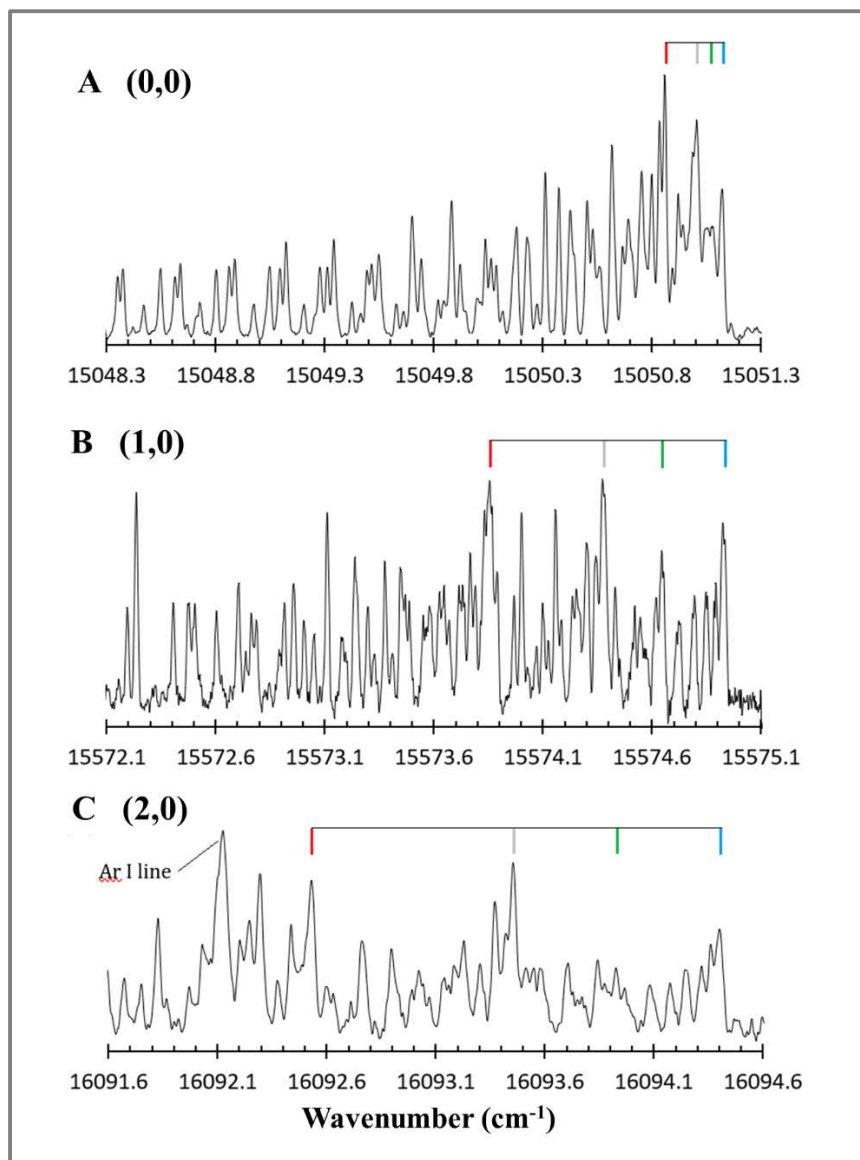 A (0,0)
15048.3 15048.8 15049.3 15049.8 15050.3 15050.8 15051.3
B (1,0)
15572.1 15572.6 15573.1 15573.6 15574.1 15574.6 15575.1
C (2,0)
Ar I line
16091.6 16092.1 16092.6 16093.1 16093.6 16094.1 16094.6
Wavenumber (cm⁻¹)